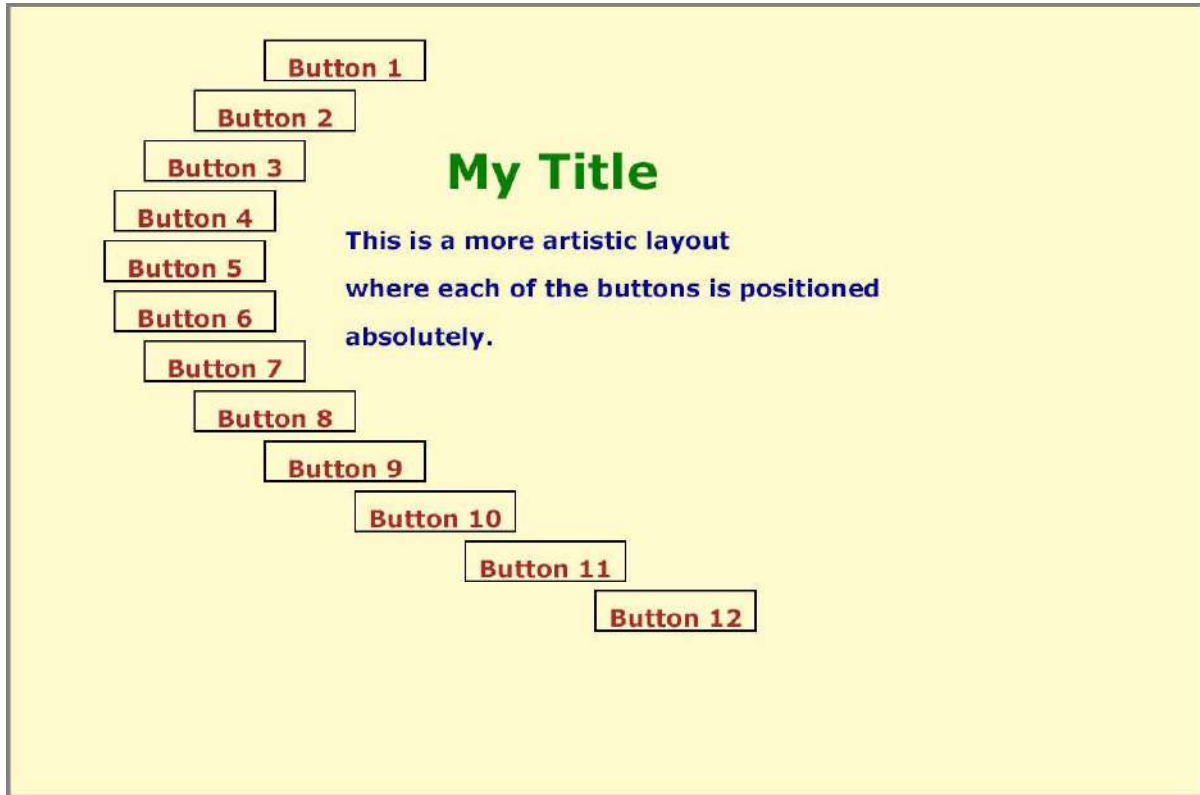 Button 1
Button 2
Button 3
My Title
Button 4
This is a more artistic layout
Button 5
where each of the buttons is positioned
Button 6
absolutely.
Button 7
Button 8
Button 9
Button 10
Button 11
Button 12